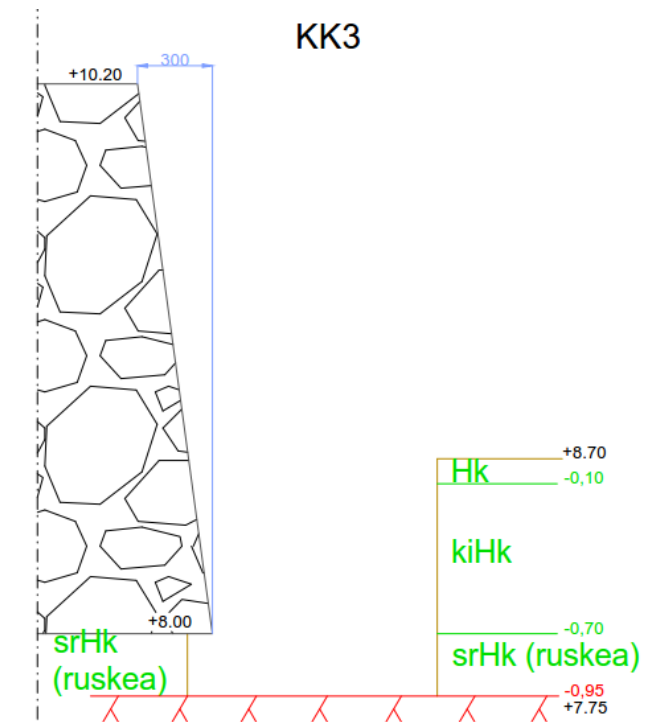 KK3
300
+10.20
+8.70
Hk
-0,10
kiHk
+8.00
-0,70
srHk
(ruskea)
srHk (ruskea)
-0,95
+7.75